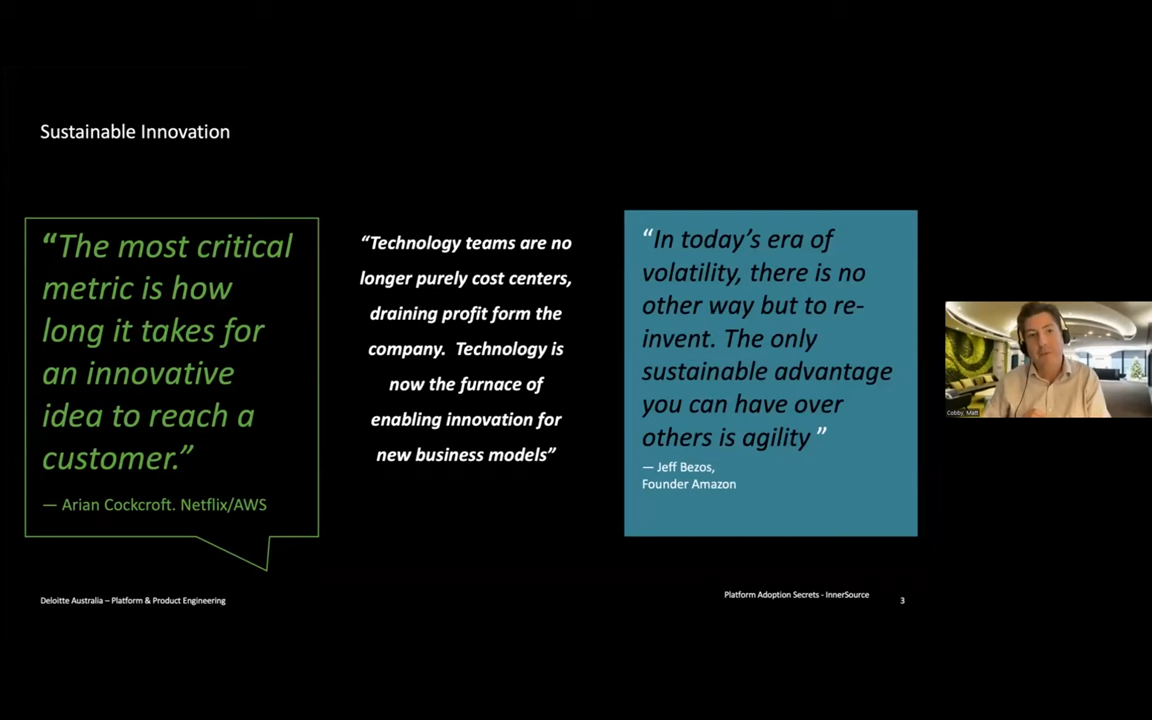 Sustainable Innovation
“The most critical
metric is how
long it takes for
an innovative
idea to reach a
customer.”
— Arian Cockcroft. Netflix/AWS
“Technology teams are no
longer purely cost centers,
draining profit form the
company.  Technology is
now the furnace of
enabling innovation for
new business models”
“In today’s era of
volatility, there is no
other way but to re-
invent. The only
sustainable advantage
you can have over
others is agility ”
— Jeff Bezos,
Founder Amazon
Cobby, Matt
Deloitte Australia – Platform & Product Engineering
Platform Adoption Secrets - InnerSource
3